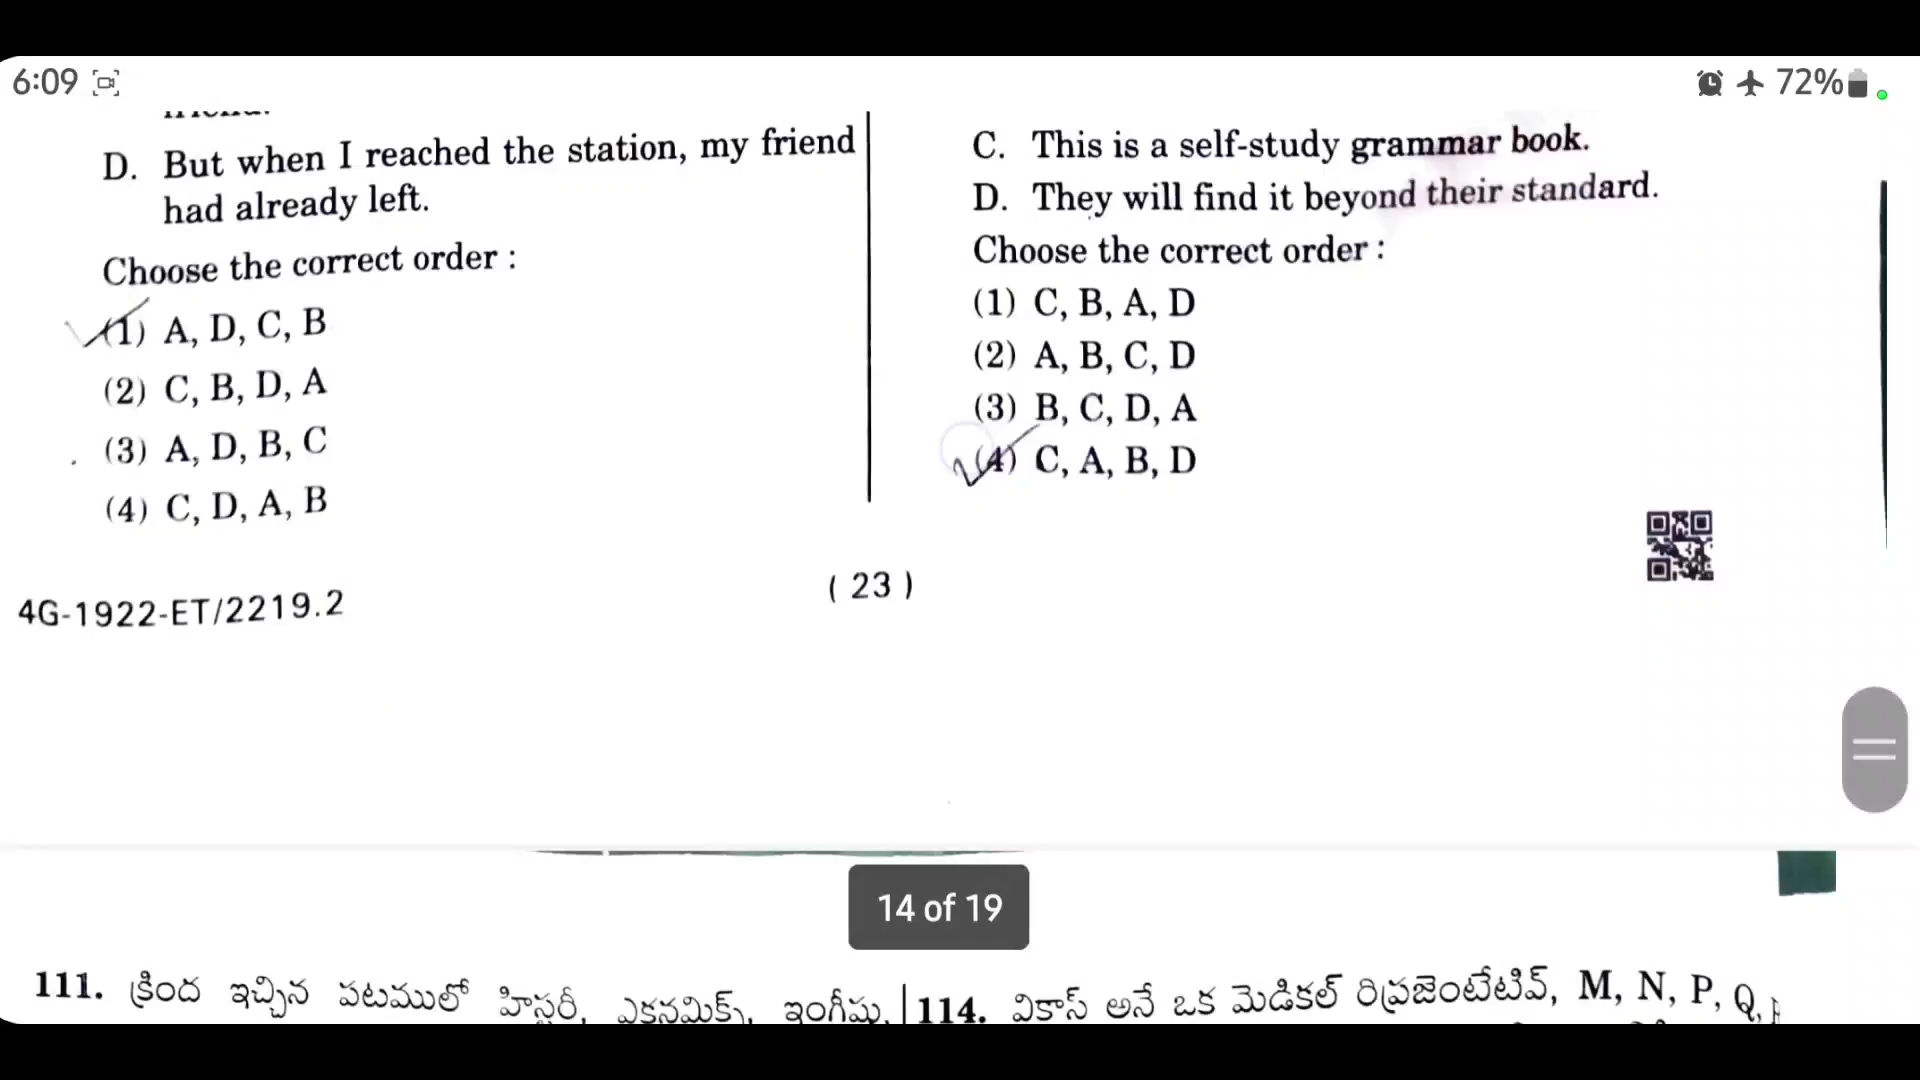 6:09
72%
D. But when I reached the station, my friend
had already left.
Choose the correct order :
(1) A, D, C, B
(2) C, B, D, A
(3) A, D, B, C
(4) C, D, A, B
C. This is a self-study grammar book.
D. They will find it beyond their standard.
Choose the correct order :
(1) C, B, A, D
(2) A, B, C, D
(3) B, C, D, A
(4) C, A, B, D
4G-1922-ET/2219.2
( 23 )
14 of 19
111. క్రింద ఇచ్చిన పటములో హిస్టరీ, ఎకనమిక్స్, ఇంగ్లీషు,
114. వికాస్ అనే ఒక మెడికల్ రిప్రజెంటేటివ్, M, N, P, Q,